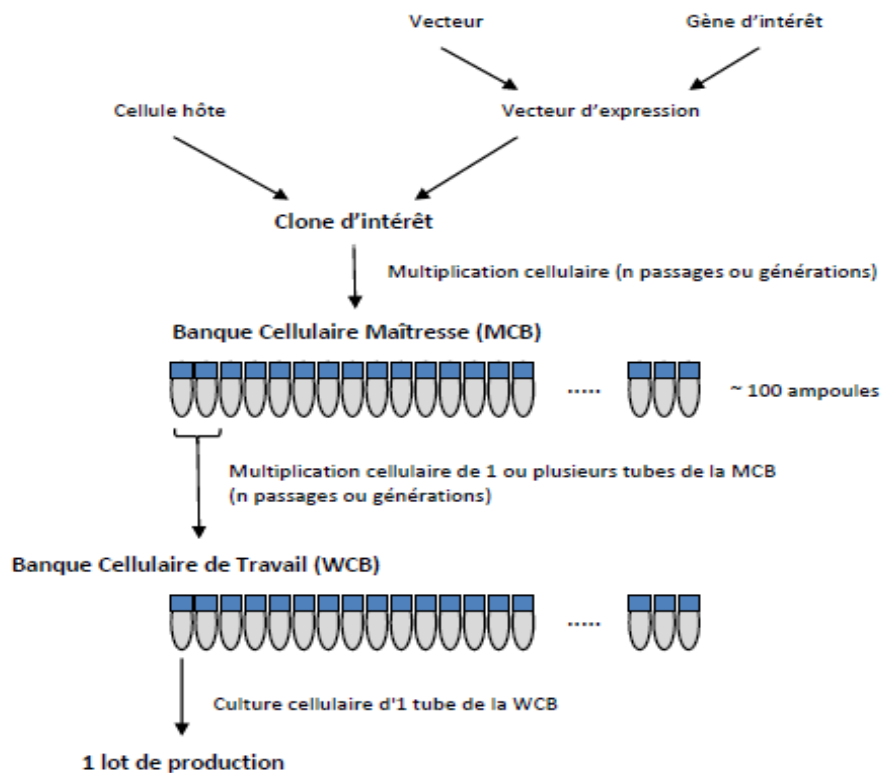 Vecteur
Gène d'intérêt
Cellule hôte
Vecteur d'expression
Clone d'intérêt
Multiplication cellulaire (n passages ou générations)
Banque Cellulaire Maîtresse (MCB)
.....
~ 100 ampoules
Multiplication cellulaire de 1 ou plusieurs tubes de la MCB
(n passages ou générations)
Banque Cellulaire de Travail (WCB)
.....
Culture cellulaire d'1 tube de la WCB
1 lot de production